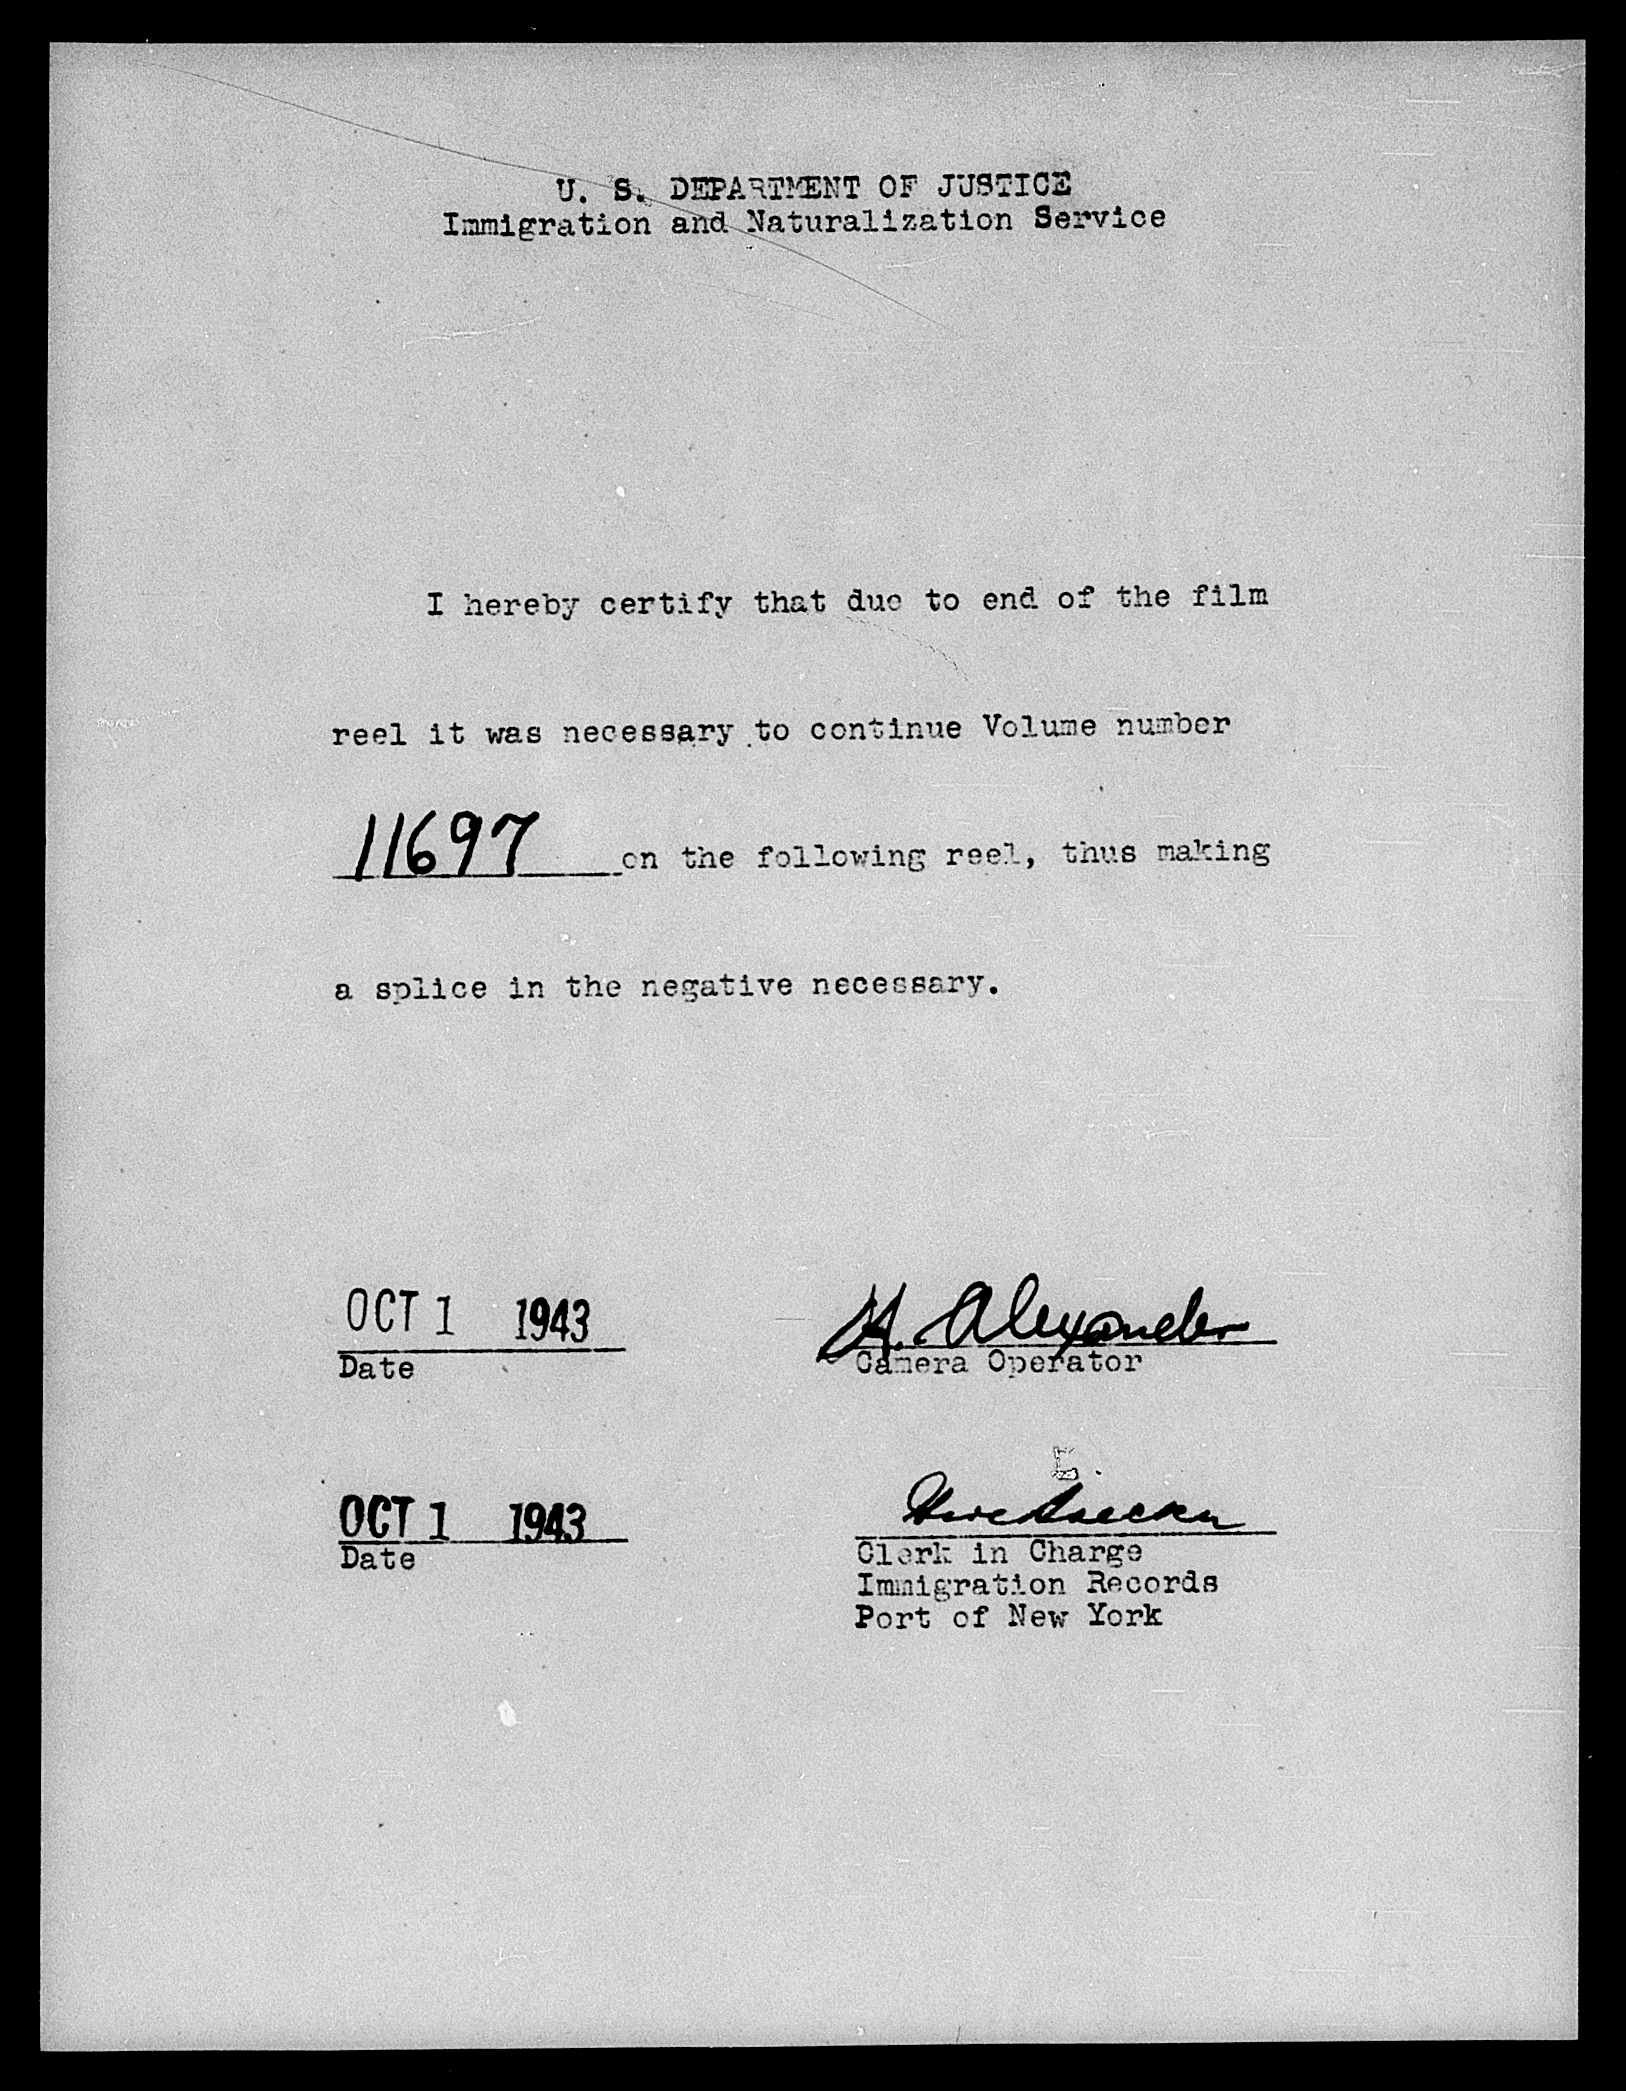 U. S. DEPARTMENT OF JUSTICE
Immigration and Naturalization Service
I hereby certify that due to end of the film
reel it was necessary to continue Volume number
11697 on the following reel, thus making
a splice in the negative necessary.
OCT 1 1943
H. Alexander
Date
Camera Operator
OCT 1 1943
Date
Clerk in Charge
Immigration Records
Port of New York